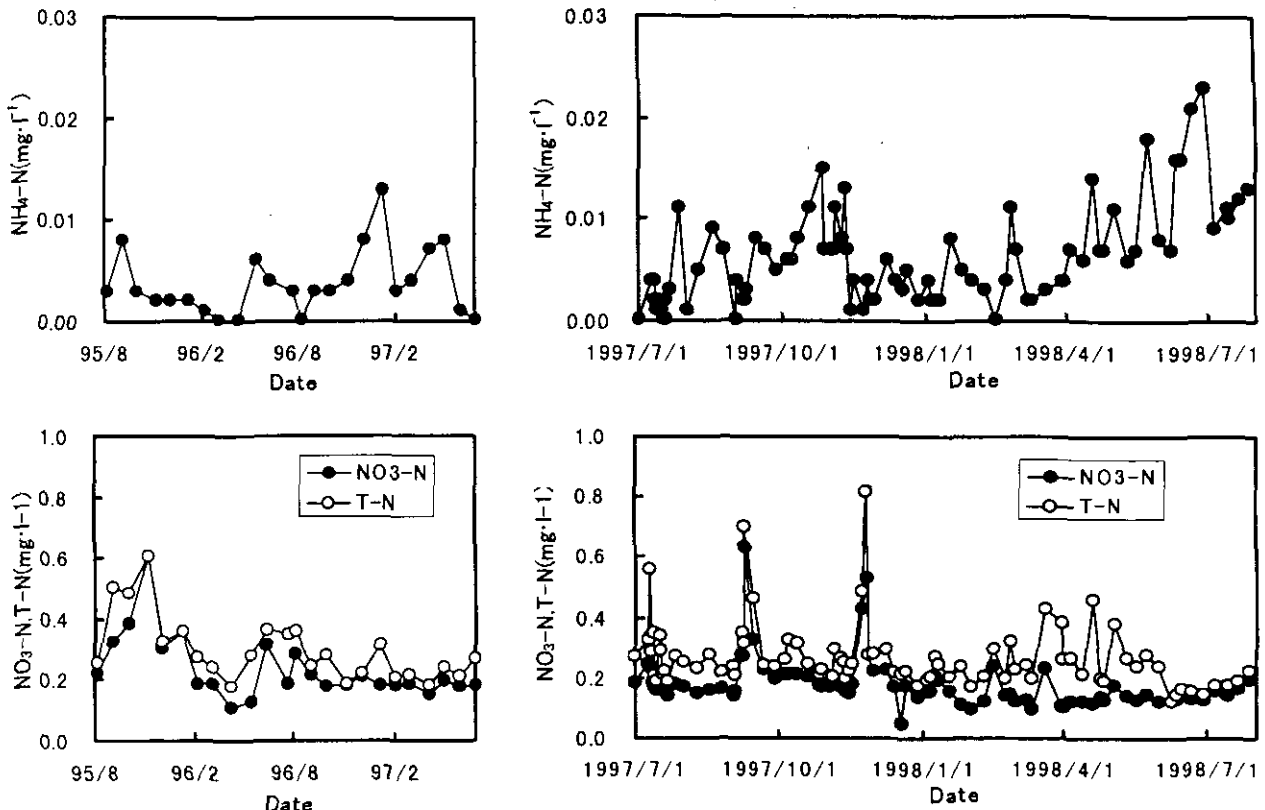 0.03
0.02
0.01
0.00
NH₄-N(mg·l⁻¹)
95/8 96/2 96/8 97/2
Date
0.03
0.02
0.01
0.00
NH₄-N(mg·l⁻¹)
1997/7/1 1997/10/1 1998/1/1 1998/4/1 1998/7/1
Date
1.0
0.8
0.6
0.4
0.2
0.0
NO₃-N,T-N(mg·l-1)
NO3-N
T-N
95/8 96/2 96/8 97/2
Date
1.0
0.8
0.6
0.4
0.2
0.0
NO₃-N,T-N(mg·l-1)
NO3-N
T-N
1997/7/1 1997/10/1 1998/1/1 1998/4/1 1998/7/1
Date